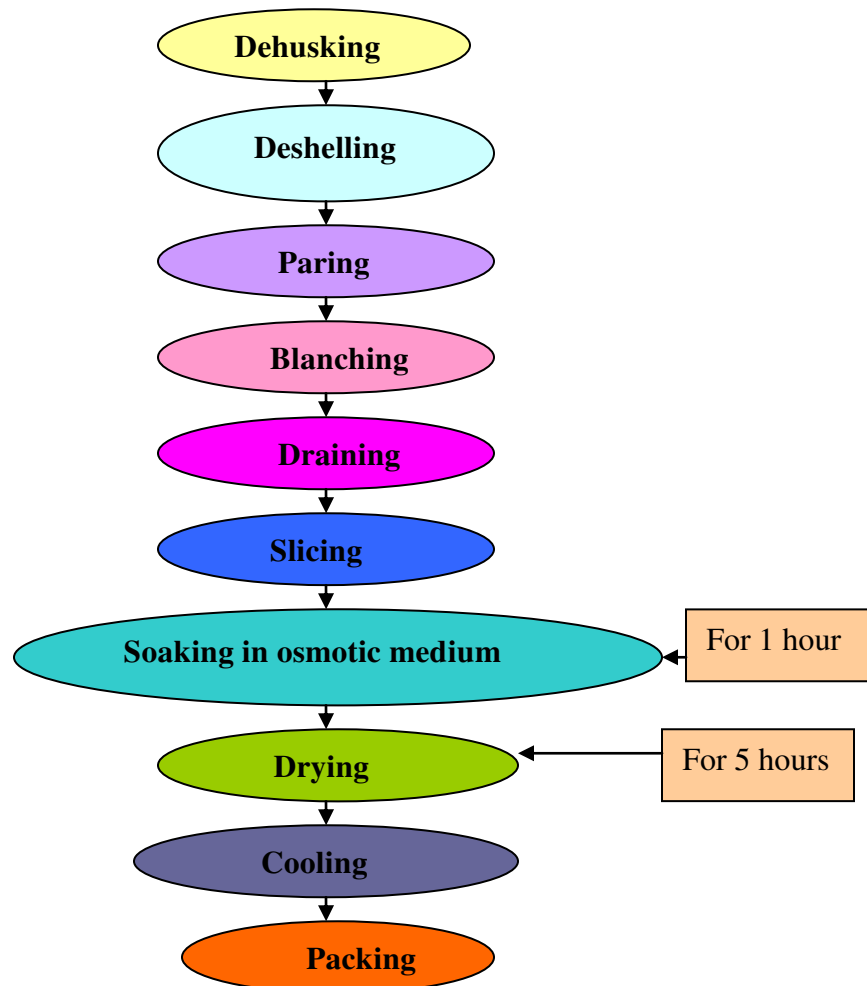 Dehusking
Deshelling
Paring
Blanching
Draining
Slicing
Soaking in osmotic medium
For 1 hour
Drying
For 5 hours
Cooling
Packing